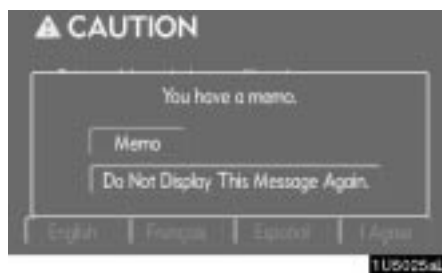 CAUTION
You have a memo.
Memo
Do Not Display This Message Again.
English Français Español I Agree
1U5025aL